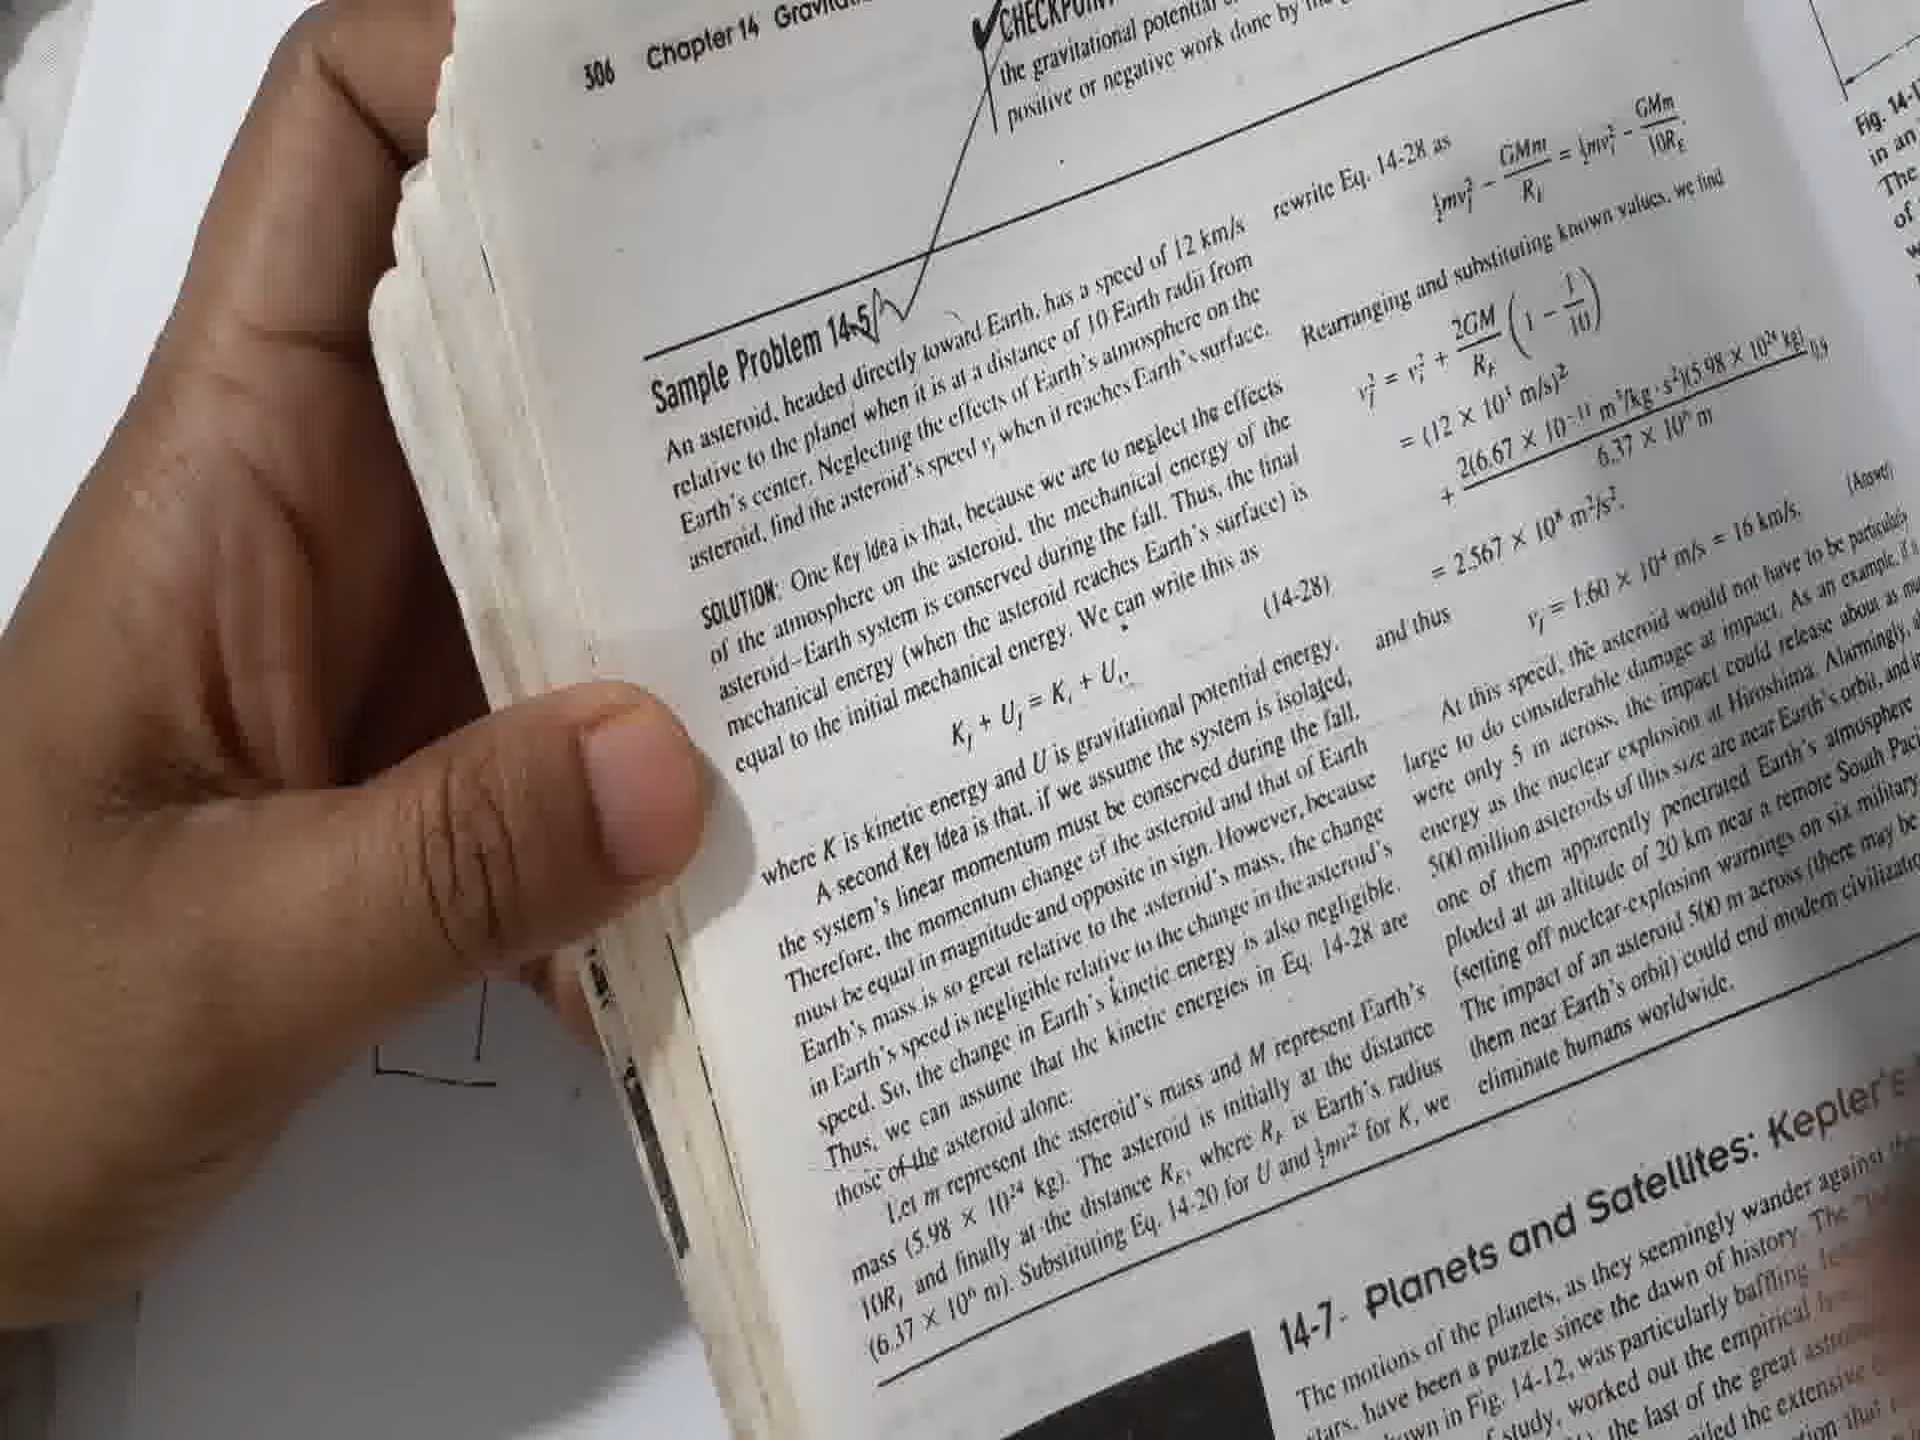 306 Chapter 14
CHECKPOINT
the gravitational potential
positive or negative work done by
Sample Problem 14-5
An asteroid, headed directly toward Earth, has a speed of 12 km/s
relative to the planet when it is at a distance of 10 Earth radii from
Earth's center. Neglecting the effects of Earth's atmosphere on the
asteroid, find the asteroid's speed v_f when it reaches Earth's surface.
SOLUTION: One Key Idea is that, because we are to neglect the effects
of the atmosphere on the asteroid, the mechanical energy of the
asteroid–Earth system is conserved during the fall. Thus, the final
mechanical energy (when the asteroid reaches Earth's surface) is
equal to the initial mechanical energy. We can write this as
K_f + U_f = K_i + U_i, (14-28)
where K is kinetic energy and U is gravitational potential energy.
A second Key Idea is that, if we assume the system is isolated,
the system's linear momentum must be conserved during the fall.
Therefore, the momentum change of the asteroid and that of Earth
must be equal in magnitude and opposite in sign. However, because
Earth's mass is so great relative to the asteroid's mass, the change
in Earth's speed is negligible relative to the change in the asteroid's
speed. So, the change in Earth's kinetic energy is also negligible.
Thus, we can assume that the kinetic energies in Eq. 14-28 are
those of the asteroid alone.
Let m represent the asteroid's mass and M represent Earth's
mass (5.98 × 10²⁴ kg). The asteroid is initially at the distance
10R_E and finally at the distance R_E, where R_E is Earth's radius
(6.37 × 10⁶ m). Substituting Eq. 14-20 for U and ½mv² for K, we
rewrite Eq. 14-28 as
½mv_f² − GMm/R_E = ½mv_i² − GMm/10R_E.
Rearranging and substituting known values, we find
v_f² = v_i² + 2GM/R_E (1 − 1/10)
= (12 × 10³ m/s)²
+ 2(6.67 × 10⁻¹¹ m³/kg·s²)(5.98 × 10²⁴ kg)/6.37 × 10⁶ m 0.9
= 2.567 × 10⁸ m²/s²,
and thus v_f = 1.60 × 10⁴ m/s = 16 km/s. (Answer)
At this speed, the asteroid would not have to be particularly
large to do considerable damage at impact. As an example, if it
were only 5 m across, the impact could release about as
energy as the nuclear explosion at Hiroshima. Alarmingly,
500 million asteroids of this size are near Earth's orbit, and in
one of them apparently penetrated Earth's atmosphere
ploded at an altitude of 20 km near a remote South
(setting off nuclear-explosion warnings on six military
The impact of an asteroid 500 m across (there may be
them near Earth's orbit) could end modern
eliminate humans worldwide.
14-7 Planets and Satellites: Kepler's
The motions of the planets, as they seemingly wander against the
stars, have been a puzzle since the dawn of history. The
shown in Fig. 14-12, was particularly baffling.
study, worked out the empirical
the last of the great
the extensive
that
Fig. 14-1
in an
The
of